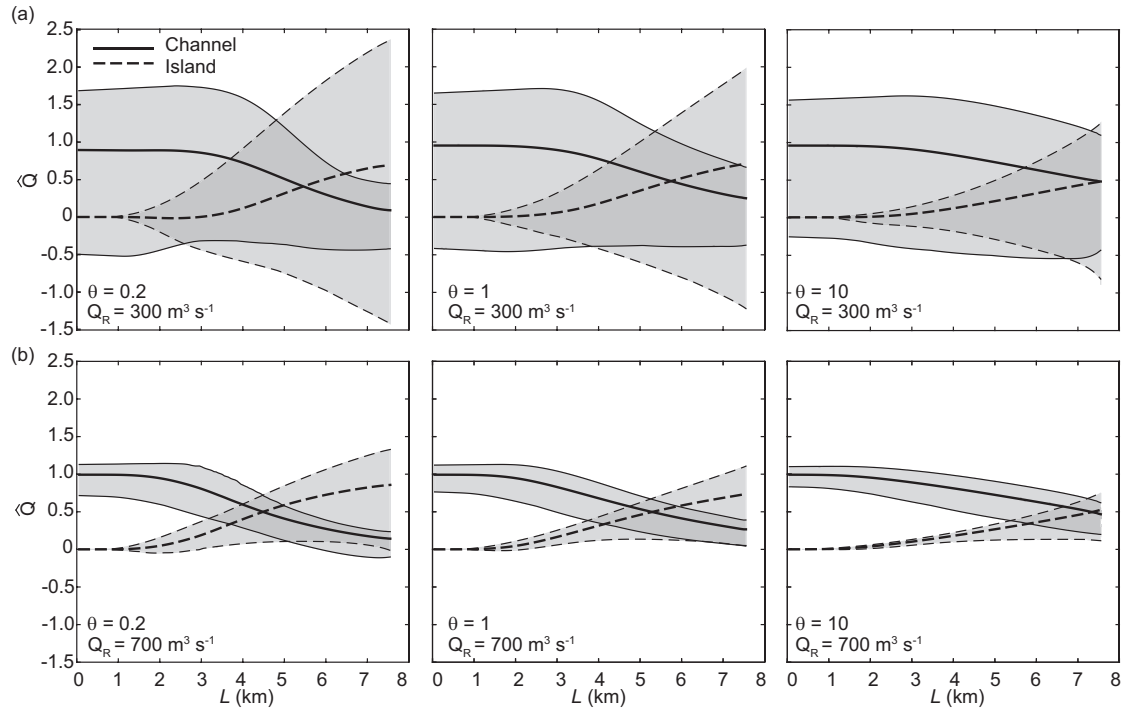 (a)
2.5
2.0
1.5
1.0
0.5
0
-0.5
-1.0
-1.5
Q̂
Channel
Island
θ = 0.2
Q_R = 300 m³ s⁻¹
θ = 1
Q_R = 300 m³ s⁻¹
θ = 10
Q_R = 300 m³ s⁻¹
(b)
2.5
2.0
1.5
1.0
0.5
0
-0.5
-1.0
-1.5
Q̂
θ = 0.2
Q_R = 700 m³ s⁻¹
θ = 1
Q_R = 700 m³ s⁻¹
θ = 10
Q_R = 700 m³ s⁻¹
0 1 2 3 4 5 6 7 8
L (km)
0 1 2 3 4 5 6 7 8
L (km)
0 1 2 3 4 5 6 7 8
L (km)